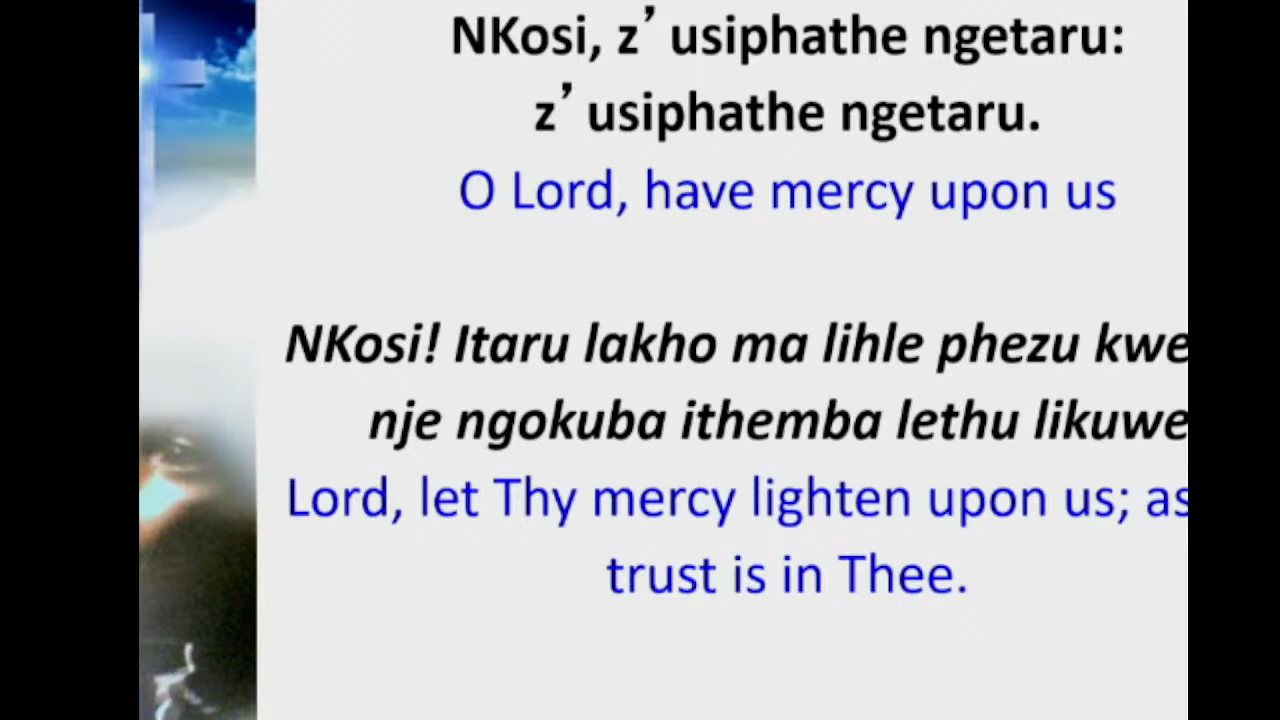 NKosi, z’ usiphathe ngetaru:
z’ usiphathe ngetaru.
O Lord, have mercy upon us
NKosi! Itaru lakho ma lihle phezu kwe
nje ngokuba ithemba lethu likuwe
Lord, let Thy mercy lighten upon us; as
trust is in Thee.